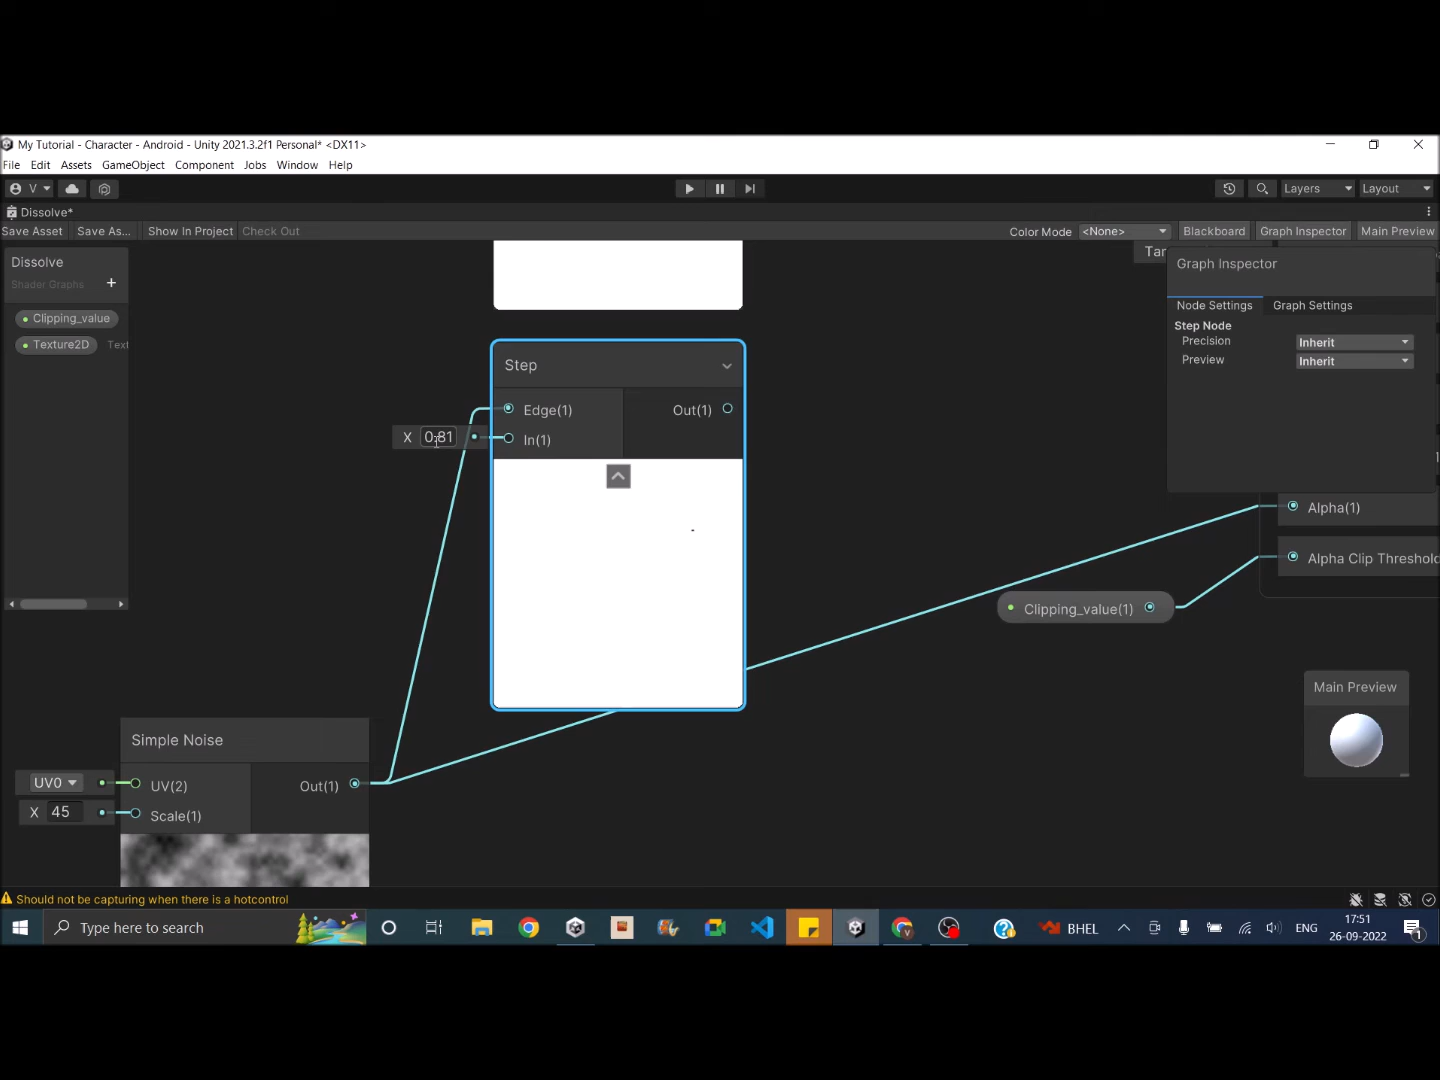 My Tutorial - Character - Android - Unity 2021.3.2f1 Personal* <DX11>
File Edit Assets GameObject Component Jobs Window Help
V Layers Layout
Dissolve*
Save Asset Save As... Show In Project Check Out Color Mode <None> Blackboard Graph Inspector Main Preview
Dissolve
Shader Graphs
Clipping_value
Texture2D Text
Tar
Graph Inspector
Node Settings Graph Settings
Step Node
Precision Inherit
Preview Inherit
Step
Edge(1) Out(1)
X 0.81 In(1)
Alpha(1)
Alpha Clip Threshold
Clipping_value(1)
Main Preview
Simple Noise
UV0 UV(2) Out(1)
X 45 Scale(1)
Should not be capturing when there is a hotcontrol
Type here to search BHEL ENG 17:51
26-09-2022
1